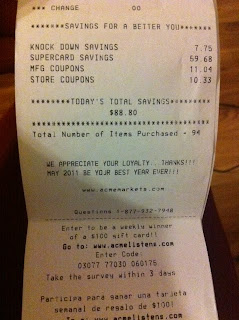 *** CHANGE .00
*******SAVINGS FOR A BETTER YOU*******
KNOCK DOWN SAVINGS 7.75
SUPERCARD SAVINGS 59.68
MFG COUPONS 11.04
STORE COUPONS 10.33
********TODAY'S TOTAL SAVINGS********
$88.80
Total Number of Items Purchased - 94
WE APPRECIATE YOUR LOYALTY.. THANKS!!!
MAY 2011 BE YOUR BEST YEAR EVER!!!
www.acmemarkets.com
Questions 1-877-932-7948
Enter to be a weekly winner
of a $100 gift card!!
Go to: www.acmelistens.com
Enter Code
03077 77030 060175
Take the survey within 3 days
Participa para ganar una tarjeta
semanal de regalo de $100!!